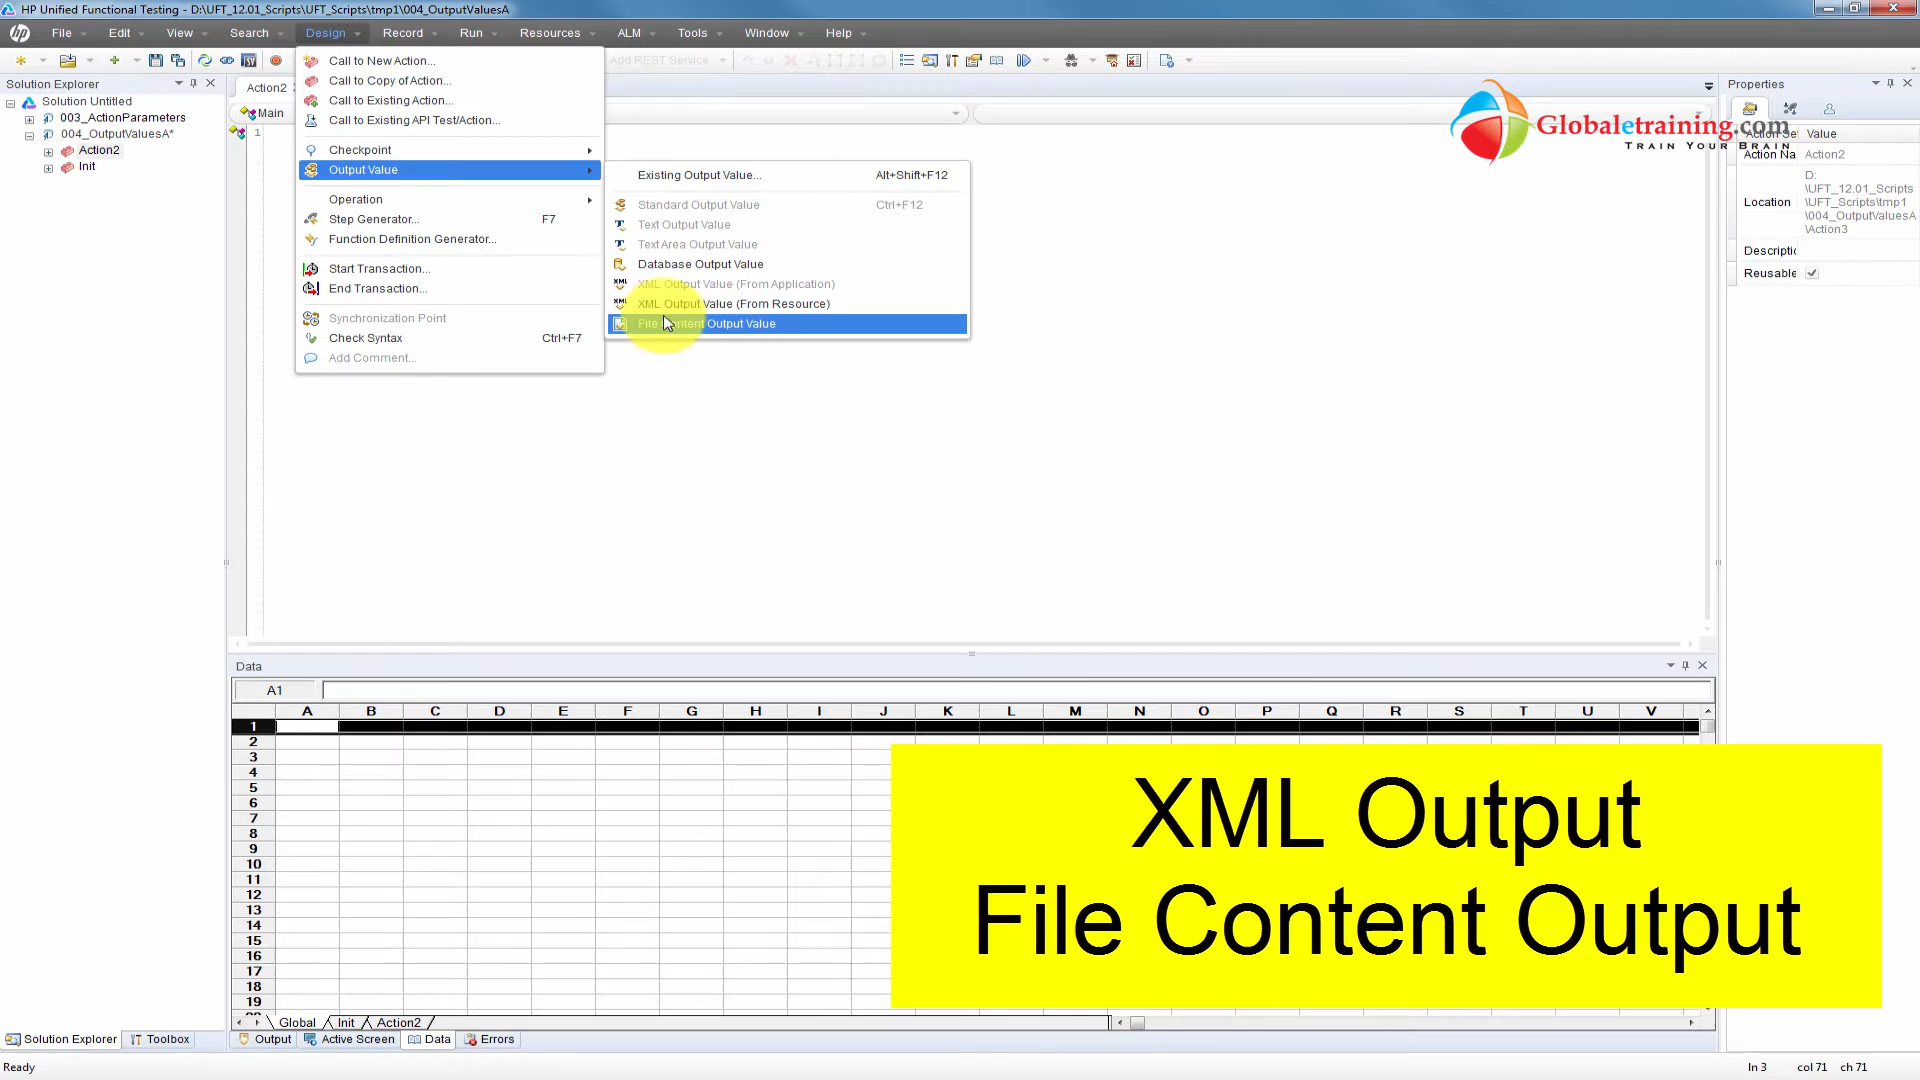 HP Unified Functional Testing - D:\UFT_12.01_Scripts\UFT_Scripts\tmp1\004_OutputValuesA
File Edit View Search Design Record Run Resources ALM Tools Window Help
Add REST Service
Solution Explorer
Solution Untitled
003_ActionParameters
004_OutputValuesA*
Action2
Init
Action2
Main
1
Call to New Action...
Call to Copy of Action...
Call to Existing Action...
Call to Existing API Test/Action...
Checkpoint
Output Value
Operation
Step Generator... F7
Function Definition Generator...
Start Transaction...
End Transaction...
Synchronization Point
Check Syntax Ctrl+F7
Add Comment...
Existing Output Value... Alt+Shift+F12
Standard Output Value Ctrl+F12
Text Output Value
Text Area Output Value
Database Output Value
XML Output Value (From Application)
XML Output Value (From Resource)
File Content Output Value
Properties
Globaletraining.com
TRAIN YOUR BRAIN
Value
Action Na Action2
Location D:
\UFT_12.01_Scripts
\UFT_Scripts\tmp1
\004_OutputValuesA
\Action3
Descriptic
Reusable
Data
A1
A B C D E F G H I J K L M N O P Q R S T U V
1
2
3
4
5
6
7
8
9
10
11
12
13
14
15
16
17
18
19
XML Output
File Content Output
Global Init Action2
Solution Explorer Toolbox Output Active Screen Data Errors
Ready ln 3 col 71 ch 71